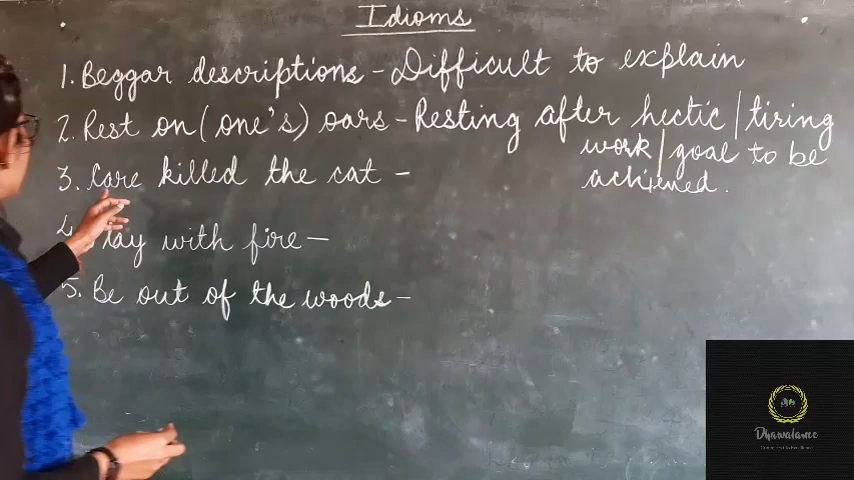 Idioms
1. Beggar descriptions - Difficult to explain
2. Rest on (one's) oars - Resting after hectic / tiring
work / goal to be
achieved.
3. Care killed the cat -
4. Play with fire -
5. Be out of the woods -
Dhawalance